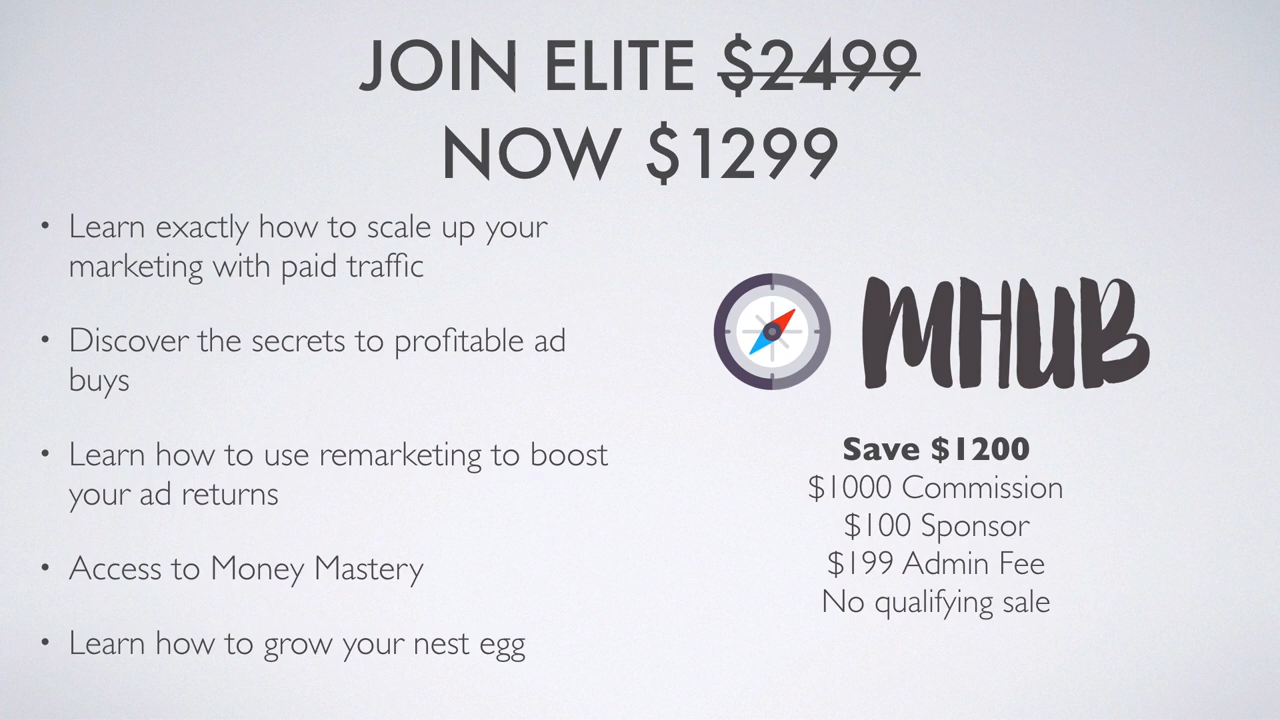 JOIN ELITE $2499
NOW $1299
• Learn exactly how to scale up your
marketing with paid traffic
• Discover the secrets to profitable ad
buys
• Learn how to use remarketing to boost
your ad returns
• Access to Money Mastery
• Learn how to grow your nest egg
MHUB
Save $1200
$1000 Commission
$100 Sponsor
$199 Admin Fee
No qualifying sale